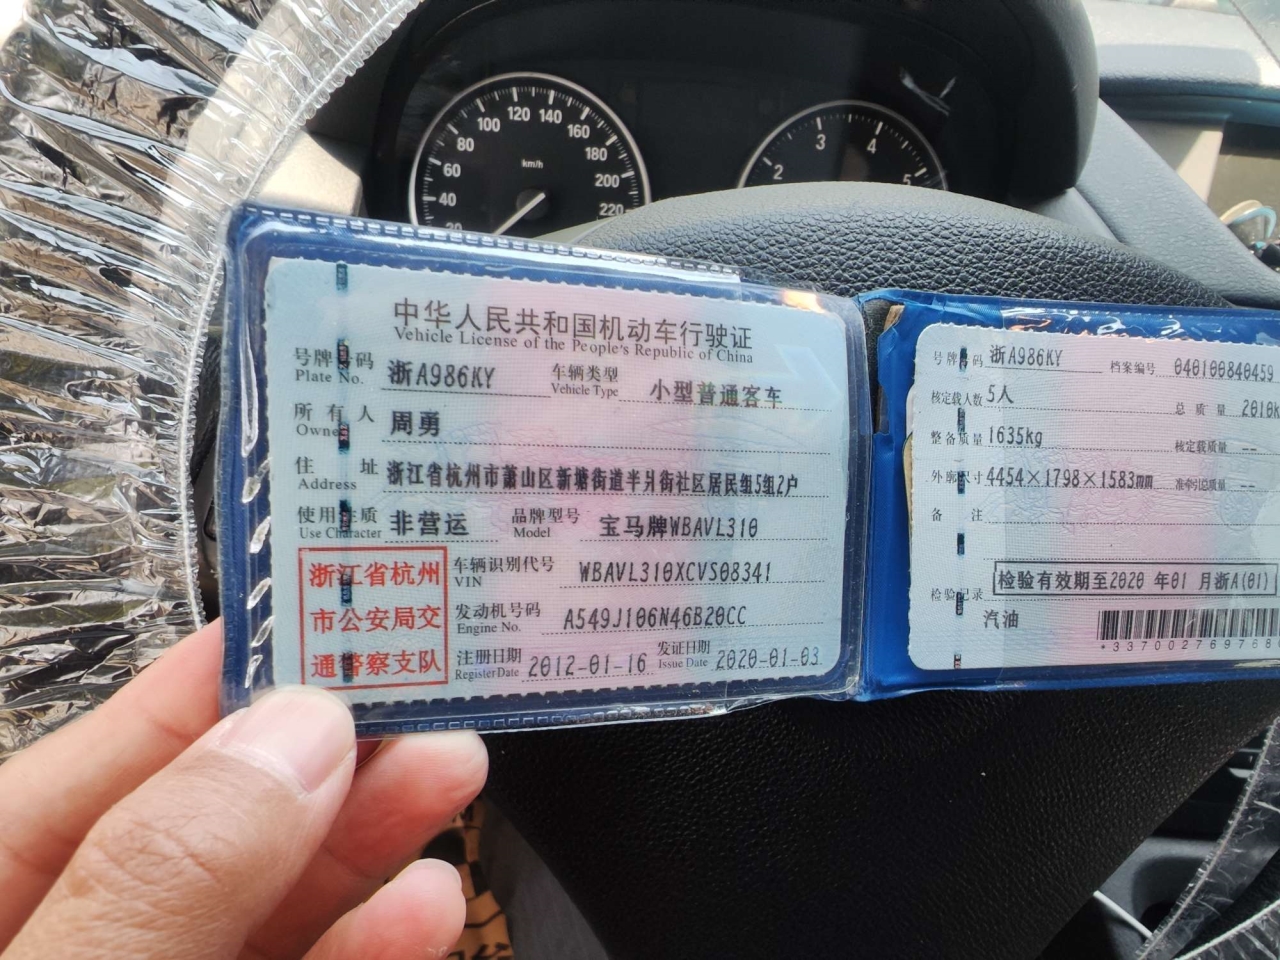 20
40
60
80
100
120
140
160
180
200
220
km/h
2
3
4
5
中华人民共和国机动车行驶证
Vehicle License of the People's Republic of China
号牌号码 浙A986KY 车辆类型 小型普通客车
Plate No. Vehicle Type
所有人 周勇
Owner
住址 浙江省杭州市萧山区新塘街道半爿街社区居民组5组2户
Address
使用性质 非营运 品牌型号 宝马牌WBAVL310
Use Character Model
浙江省杭州
市公安局交
通警察支队
车辆识别代号 WBAVL310XCVS08341
VIN
发动机号码 A549J106N46B20CC
Engine No.
注册日期 2012-01-16 发证日期 2020-01-03
Register Date Issue Date
号牌号码 浙A986KY 档案编号 040100840459
核定载人数 5人 总质量 2010k
整备质量 1635kg 核定载质量 --
外廓尺寸 4454×1798×1583mm 准牵引总质量 --
备注
检验有效期至2020 年01 月浙A(01)
检验记录
汽油
*337002769768